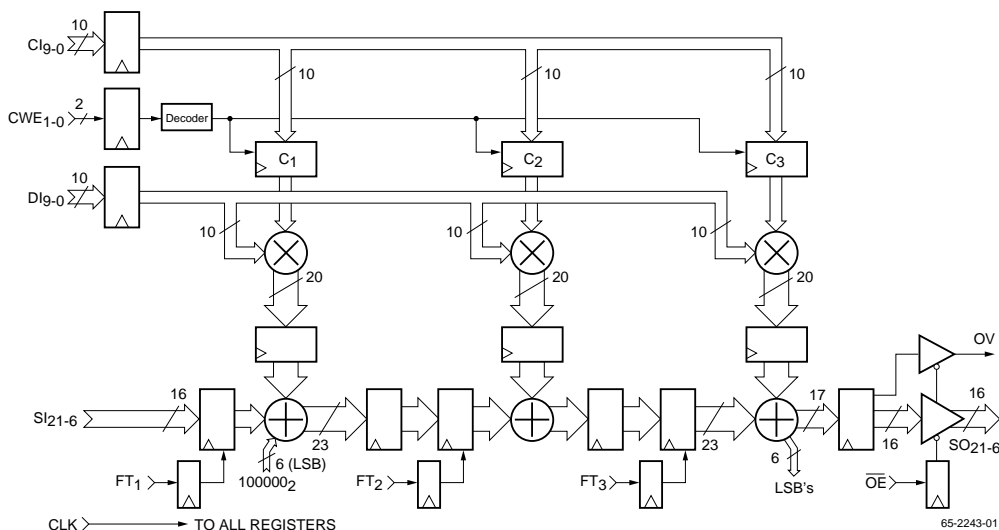 10
CI9-0
10
10
10
2
CWE1-0
Decoder
C1
C2
C3
10
DI9-0
10
10
10
20
20
20
OV
SI21-6
16
23
23
17
16
16
SO21-6
6 (LSB)
1000002
6
LSB's
FT1
FT2
FT3
OE
CLK
TO ALL REGISTERS
65-2243-01